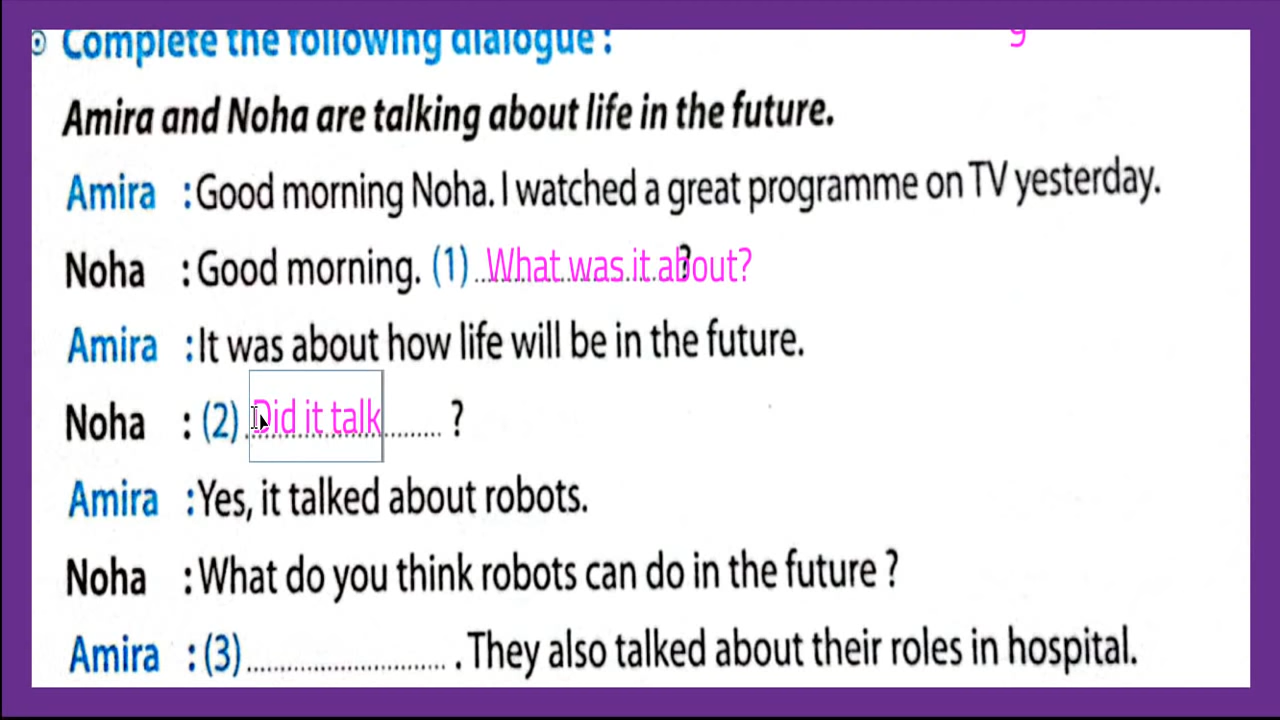 Complete the following dialogue :
9
Amira and Noha are talking about life in the future.
Amira : Good morning Noha. I watched a great programme on TV yesterday.
Noha : Good morning. (1) What was it about? ?
Amira : It was about how life will be in the future.
Noha : (2) Did it talk ........................ ?
Amira : Yes, it talked about robots.
Noha : What do you think robots can do in the future ?
Amira : (3) ........................ . They also talked about their roles in hospital.